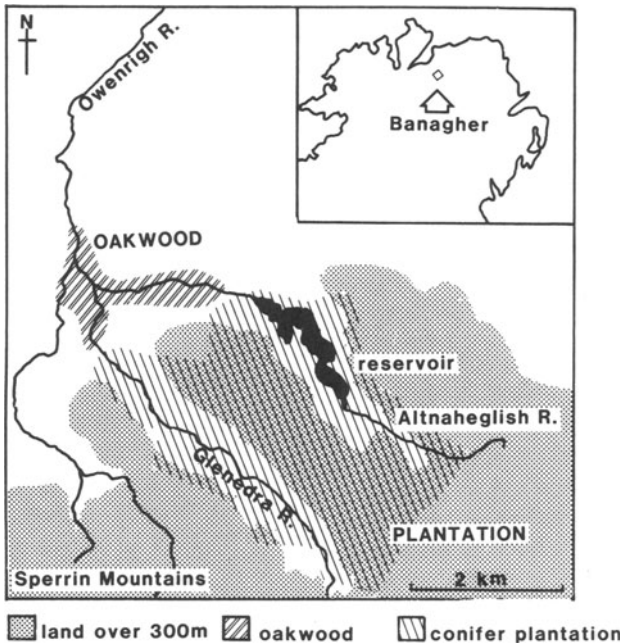 N
Owenrigh R.
Banagher
OAKWOOD
reservoir
Altnaheglish R.
Glenedra R.
PLANTATION
Sperrin Mountains
2 km
land over 300m
oakwood
conifer plantation